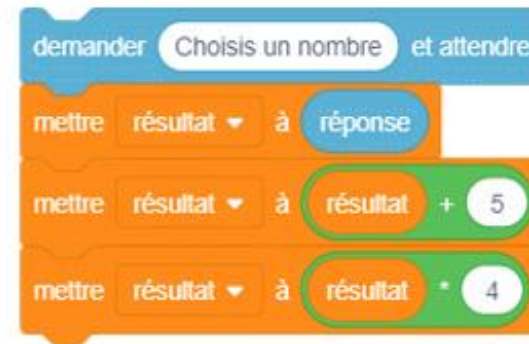 demander Choisis un nombre et attendre
mettre résultat à réponse
mettre résultat à résultat + 5
mettre résultat à résultat * 4